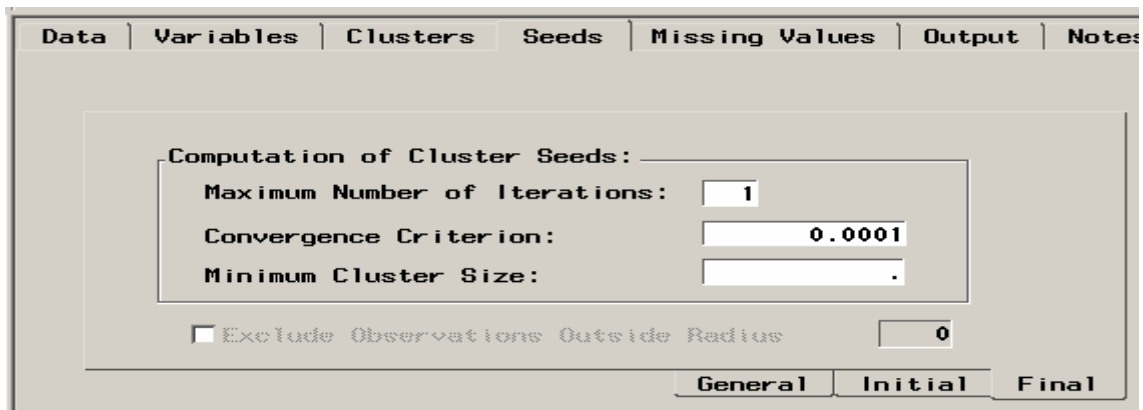 Data Variables Clusters Seeds Missing Values Output Notes
Computation of Cluster Seeds:
Maximum Number of Iterations: 1
Convergence Criterion: 0.0001
Minimum Cluster Size: .
Exclude Observations Outside Radius 0
General Initial Final